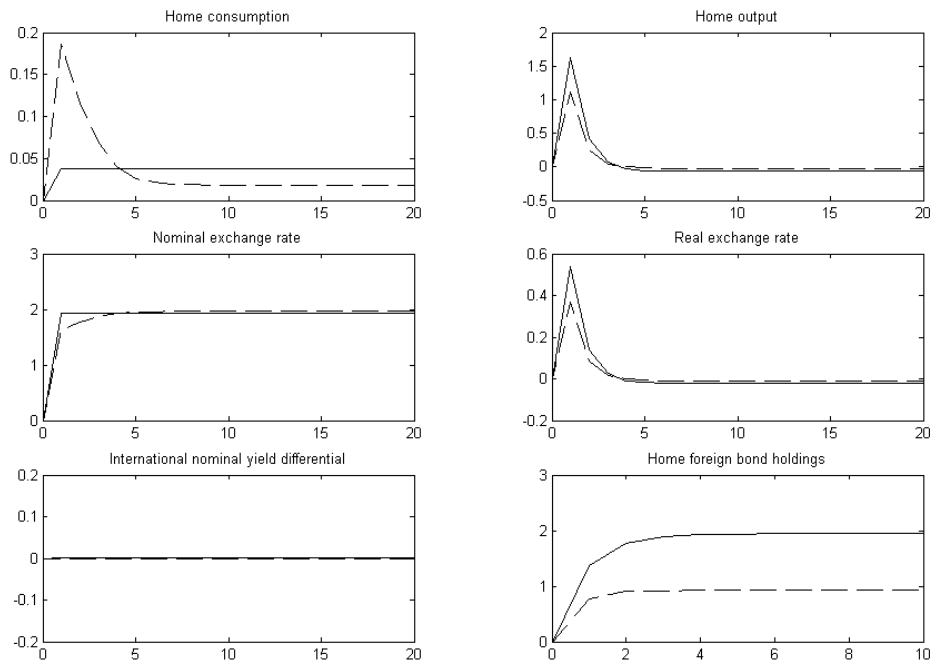 Home consumption
0.2
0.15
0.1
0.05
0
0 5 10 15 20
Home output
2
1.5
1
0.5
0
-0.5
0 5 10 15 20
Nominal exchange rate
3
2
1
0
0 5 10 15 20
Real exchange rate
0.6
0.4
0.2
0
-0.2
0 5 10 15 20
International nominal yield differential
0.2
0.1
0
-0.1
-0.2
0 5 10 15 20
Home foreign bond holdings
3
2
1
0
0 2 4 6 8 10